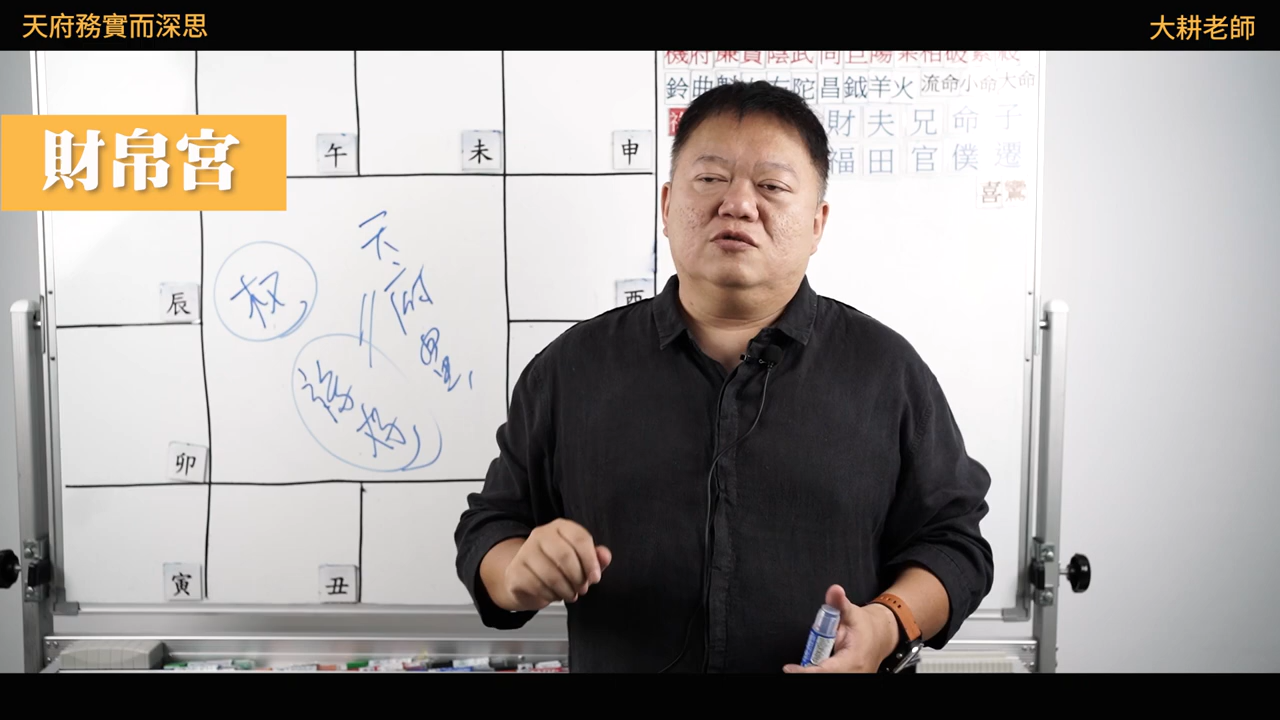 天府務實而深思
大耕老師
財帛宮
機府廉貪陰武同巨陽梁相破紫殺
鈴曲
陀昌鉞羊火流命小命大命
財夫兄命子
福田官僕遷
喜鸞
午
未
申
辰
酉
卯
寅
丑
权
天府星